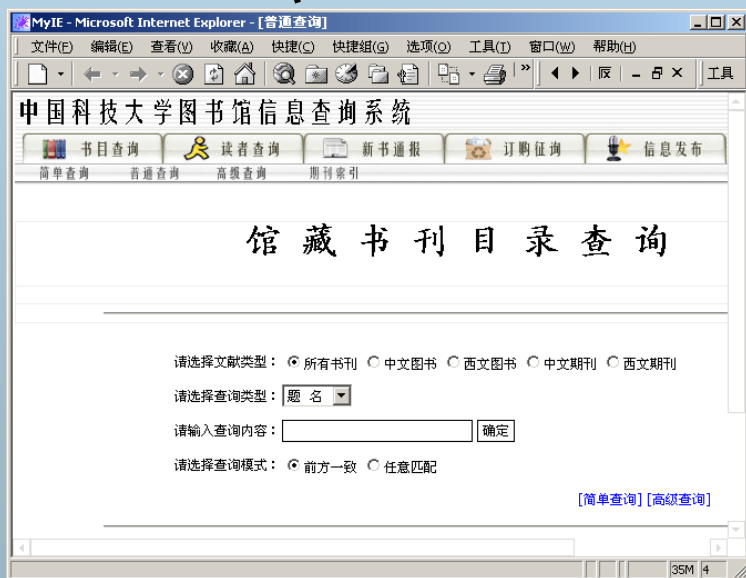 MyIE - Microsoft Internet Explorer - [普通查询]
文件(F) 编辑(E) 查看(V) 收藏(A) 快捷(C) 快捷组(G) 选项(O) 工具(T) 窗口(W) 帮助(H)
工具
中国科技大学图书馆信息查询系统
书目查询 读者查询 新书通报 订购征询 信息发布
简单查询 普通查询 高级查询 期刊索引
馆藏书刊目录查询
请选择文献类型： 所有书刊 中文图书 西文图书 中文期刊 西文期刊
请选择查询类型： 题 名
请输入查询内容： 确定
请选择查询模式： 前方一致 任意匹配
[简单查询] [高级查询]
35M 4